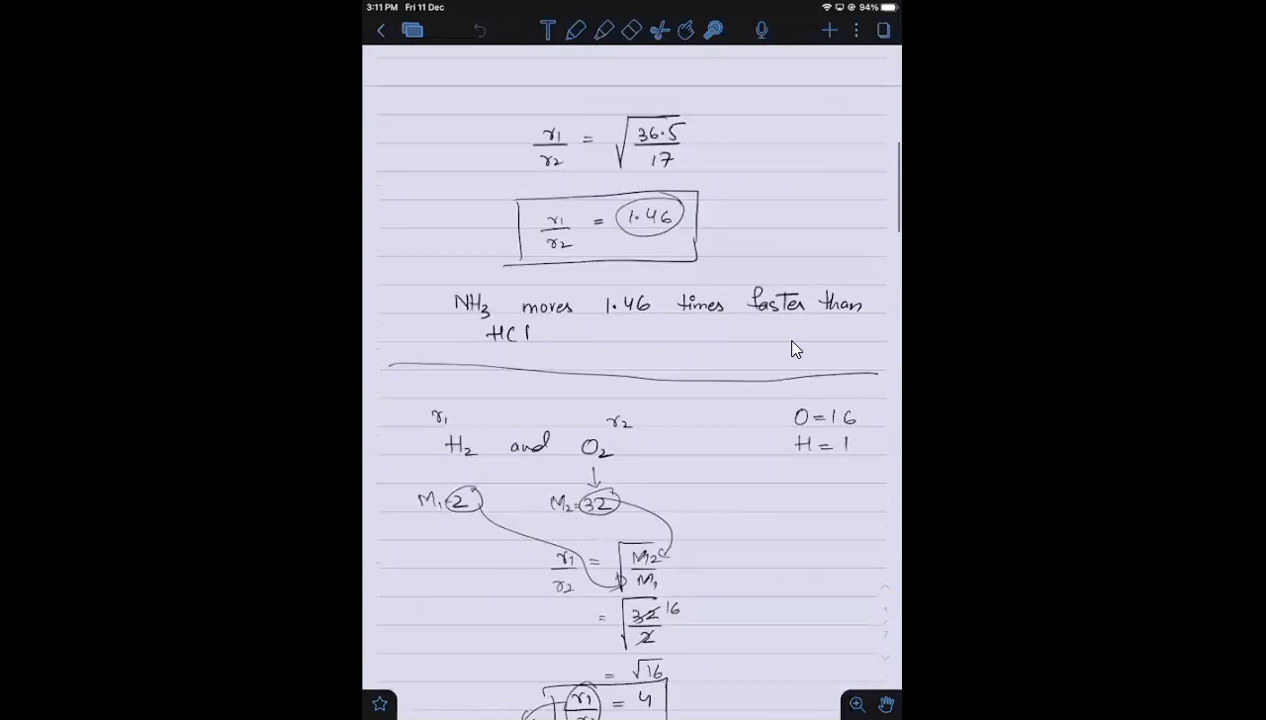 3:11 PM Fri 11 Dec 94%
r1/r2 = √36.5/17
r1/r2 = 1.46
NH3 moves 1.46 times faster than
HCl
r1 r2 O=16
H2 and O2 H=1
M1=2 M2=32
r1/r2 = √M2/M1
= √32/2 16
= √16
r1/r2 = 4